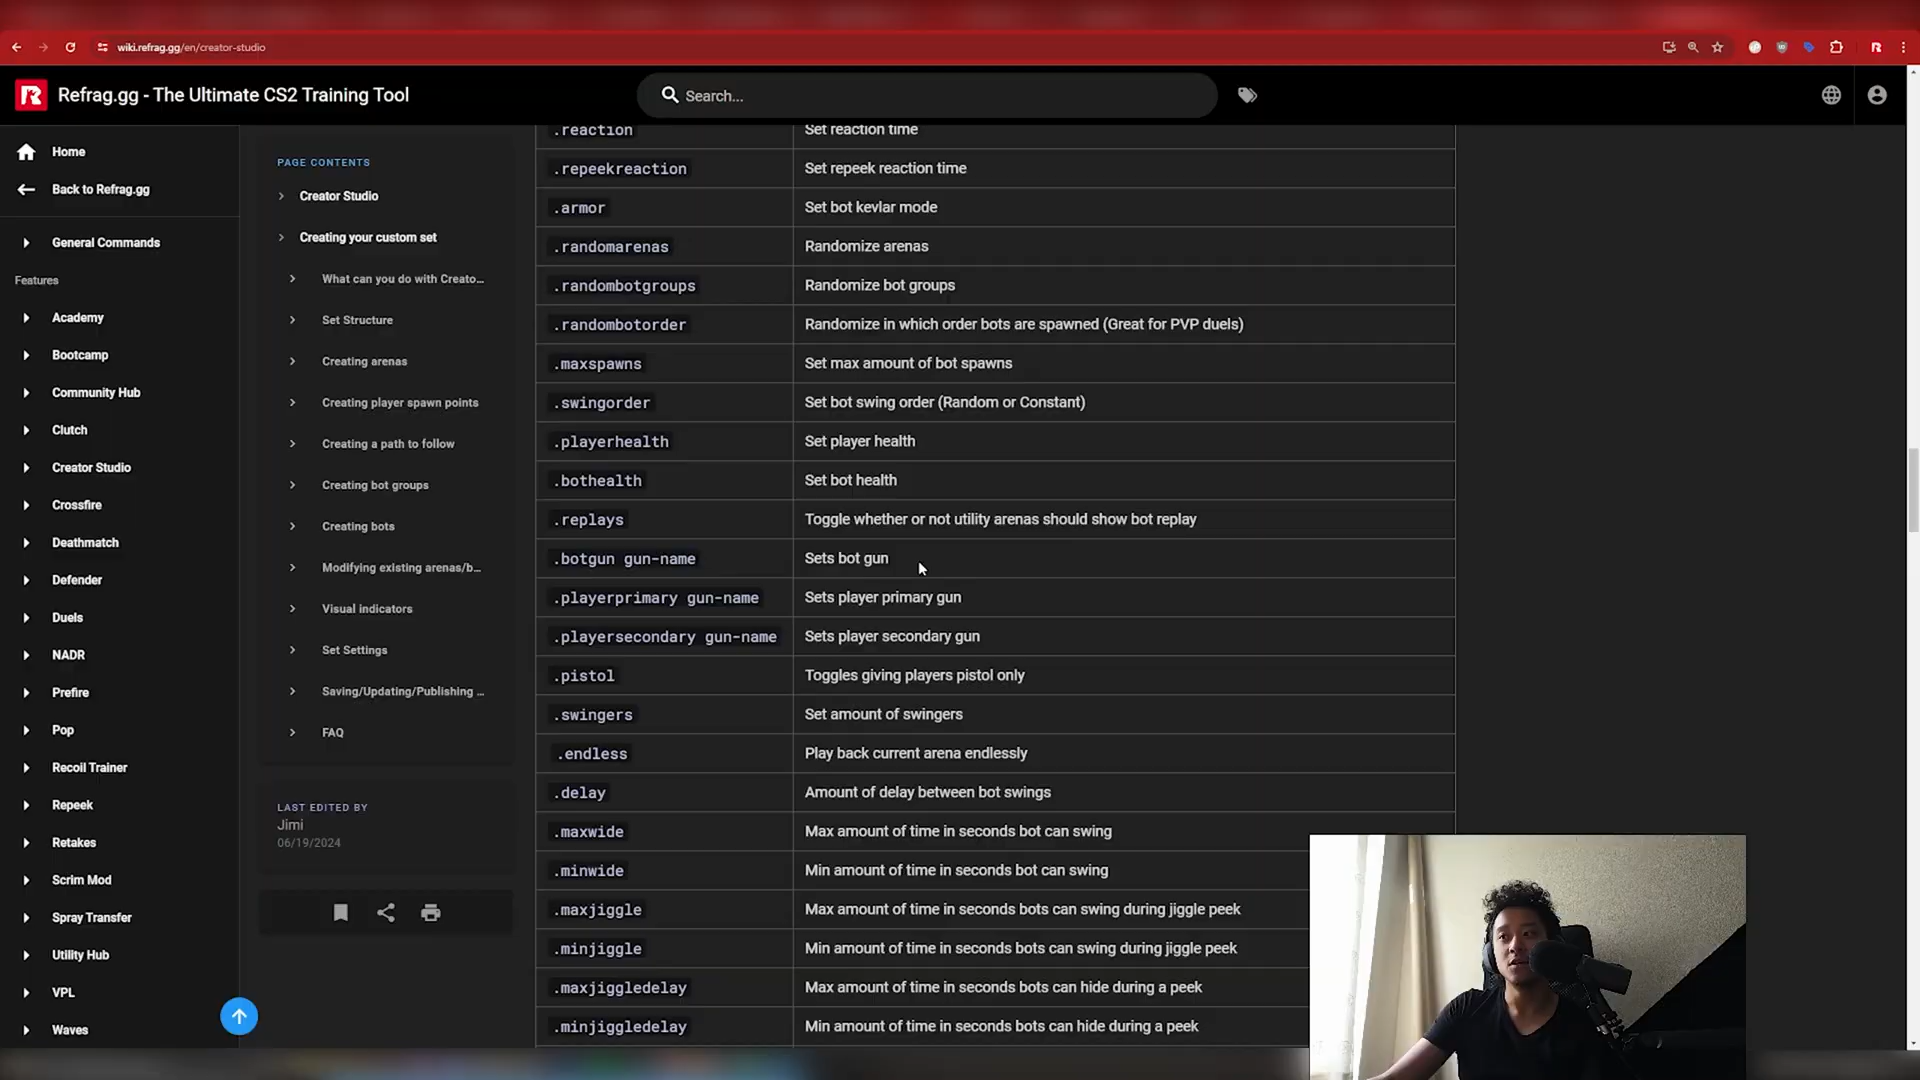 wiki.refrag.gg/en/creator-studio
R
Refrag.gg - The Ultimate CS2 Training Tool
Search...
Home
Back to Refrag.gg
General Commands
Features
Academy
Bootcamp
Community Hub
Clutch
Creator Studio
Crossfire
Deathmatch
Defender
Duels
NADR
Prefire
Pop
Recoil Trainer
Repeek
Retakes
Scrim Mod
Spray Transfer
Utility Hub
VPL
Waves
PAGE CONTENTS
Creator Studio
Creating your custom set
What can you do with Creato...
Set Structure
Creating arenas
Creating player spawn points
Creating a path to follow
Creating bot groups
Creating bots
Modifying existing arenas/b...
Visual indicators
Set Settings
Saving/Updating/Publishing ...
FAQ
LAST EDITED BY
Jimi
06/19/2024
.reaction Set reaction time
.repeekreaction Set repeek reaction time
.armor Set bot kevlar mode
.randomarenas Randomize arenas
.randombotgroups Randomize bot groups
.randombotorder Randomize in which order bots are spawned (Great for PVP duels)
.maxspawns Set max amount of bot spawns
.swingorder Set bot swing order (Random or Constant)
.playerhealth Set player health
.bothealth Set bot health
.replays Toggle whether or not utility arenas should show bot replay
.botgun gun-name Sets bot gun
.playerprimary gun-name Sets player primary gun
.playersecondary gun-name Sets player secondary gun
.pistol Toggles giving players pistol only
.swingers Set amount of swingers
.endless Play back current arena endlessly
.delay Amount of delay between bot swings
.maxwide Max amount of time in seconds bot can swing
.minwide Min amount of time in seconds bot can swing
.maxjiggle Max amount of time in seconds bots can swing during jiggle peek
.minjiggle Min amount of time in seconds bots can swing during jiggle peek
.maxjiggledelay Max amount of time in seconds bots can hide during a peek
.minjiggledelay Min amount of time in seconds bots can hide during a peek